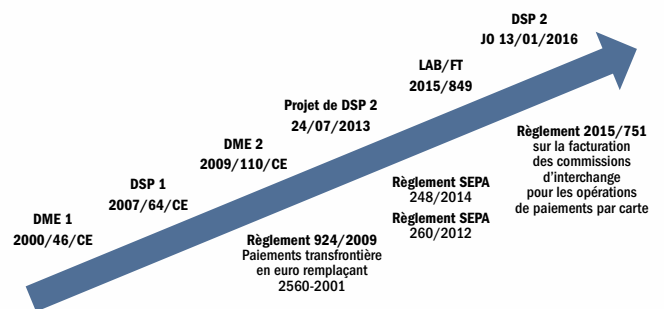 DSP 2
JO 13/01/2016
LAB/FT
2015/849
Projet de DSP 2
24/07/2013
DME 2
2009/110/CE
DSP 1
2007/64/CE
DME 1
2000/46/CE
Règlement 2015/751
sur la facturation
des commissions
d'interchange
pour les opérations
de paiements par carte
Règlement SEPA
248/2014
Règlement SEPA
260/2012
Règlement 924/2009
Paiements transfrontière
en euro remplaçant
2560-2001